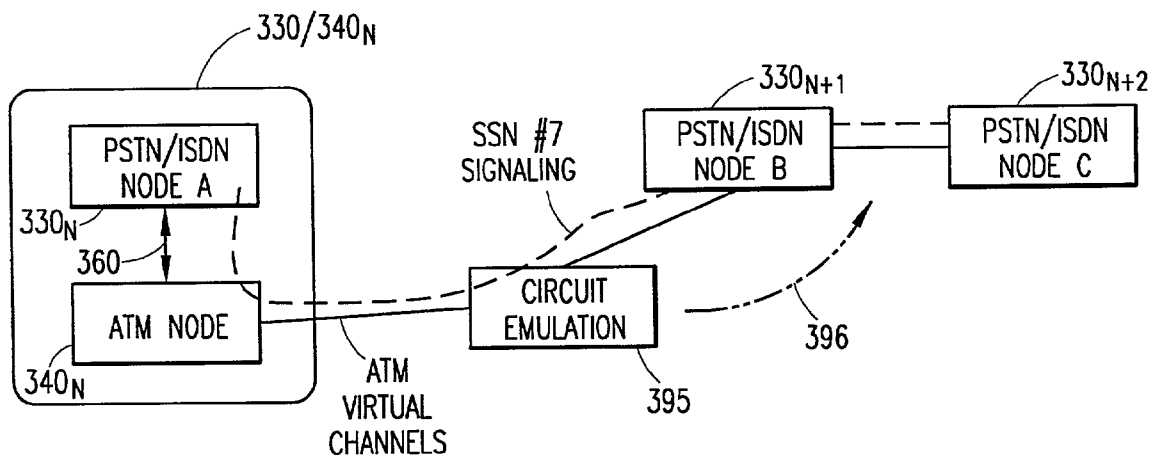 330/340N
PSTN/ISDN
NODE A
330N
360
ATM NODE
340N
ATM
VIRTUAL
CHANNELS
SSN #7
SIGNALING
CIRCUIT
EMULATION
395
330N+1
PSTN/ISDN
NODE B
396
330N+2
PSTN/ISDN
NODE C